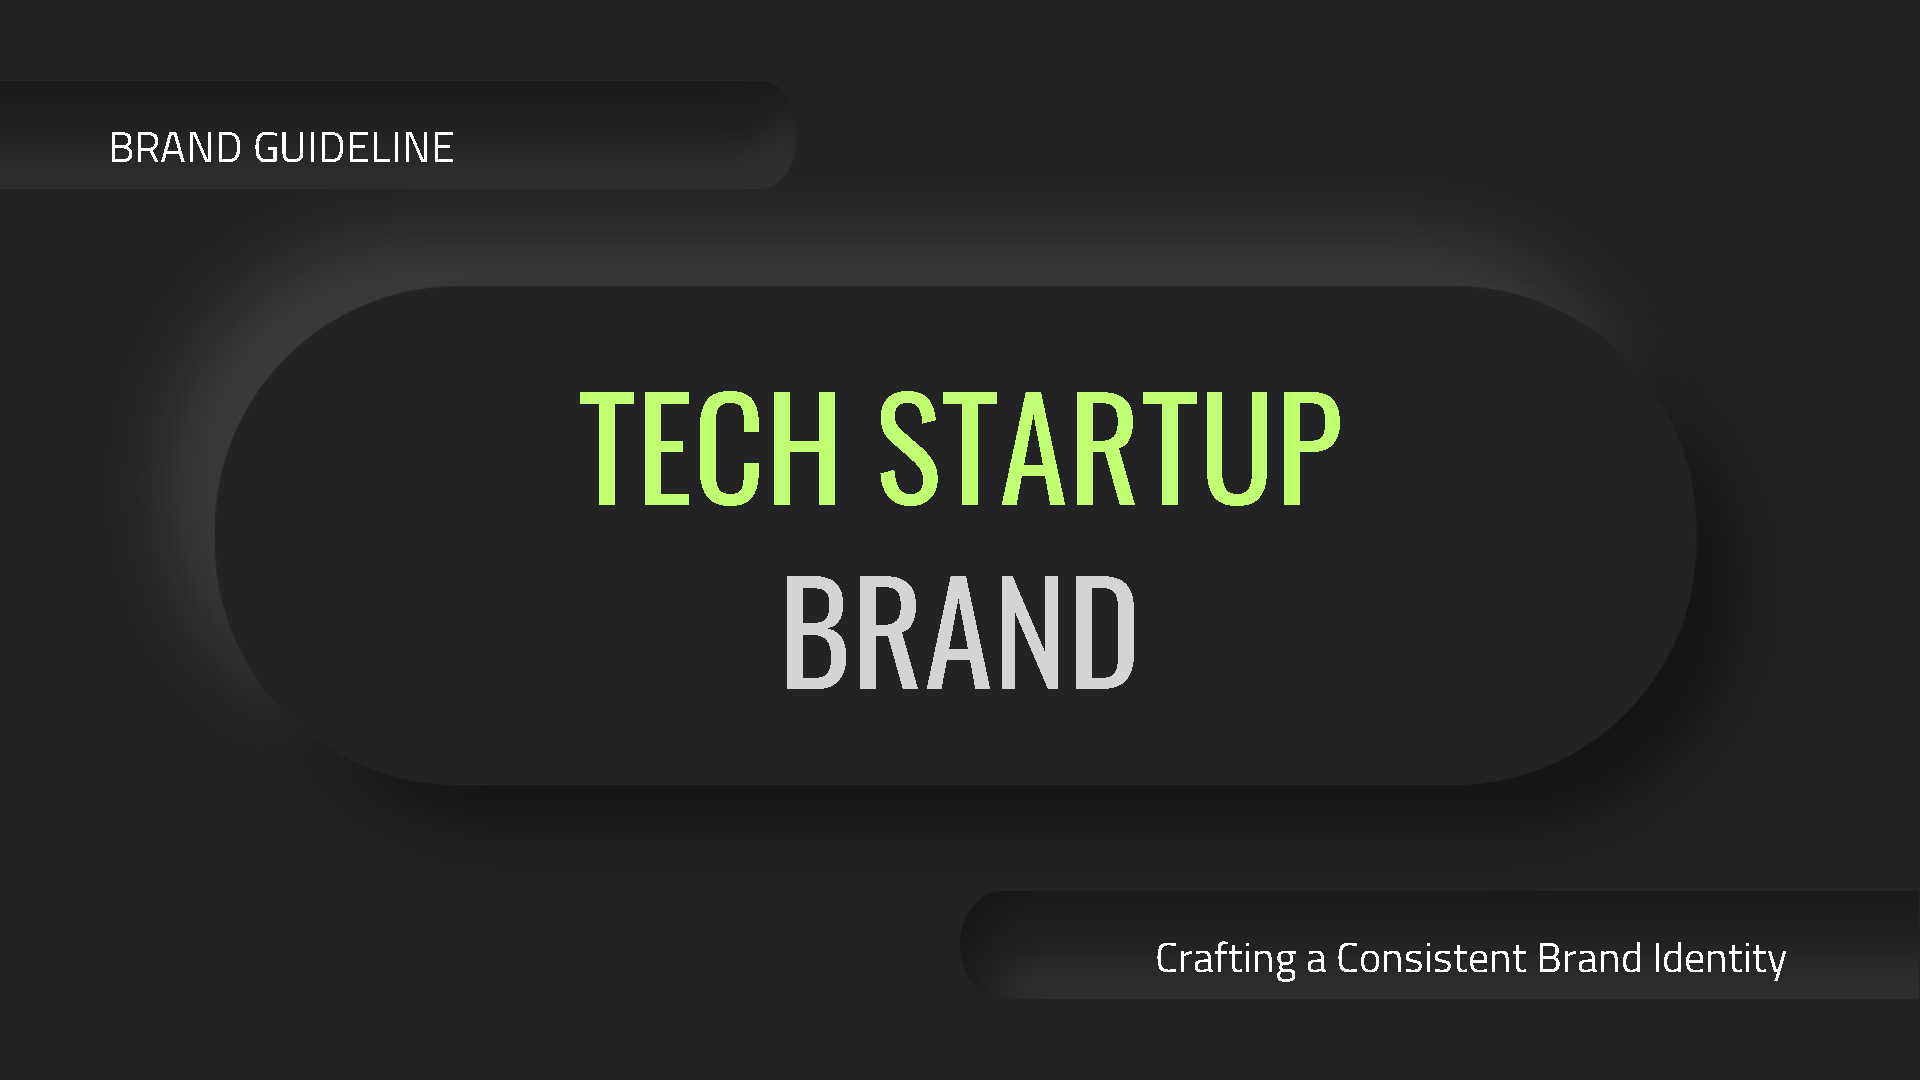 BRAND GUIDELINE
TECH STARTUP
BRAND
Crafting a Consistent Brand Identity